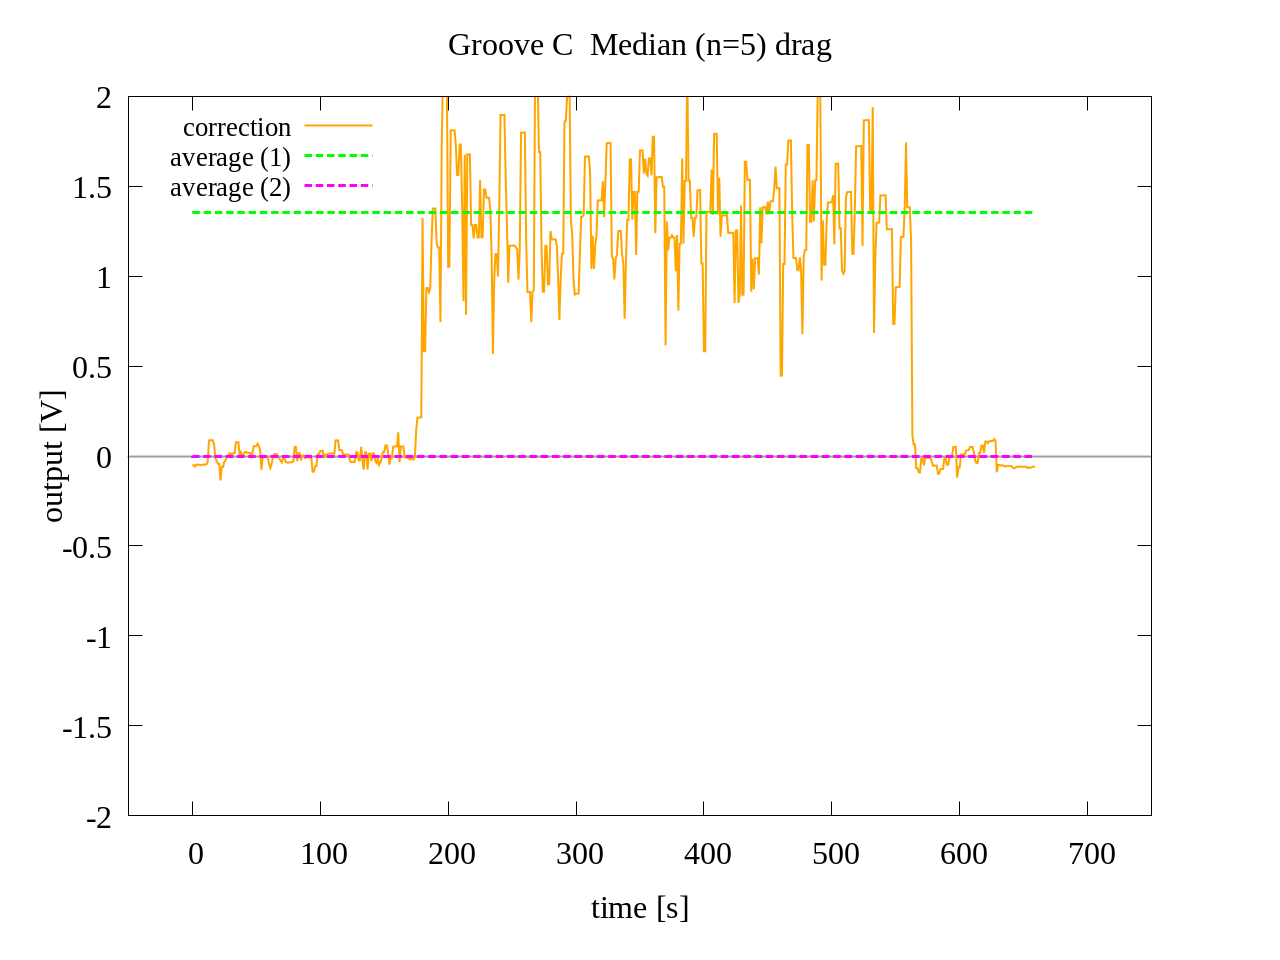 Groove C  Median (n=5) drag
correction
average (1)
average (2)
2
1.5
1
0.5
0
-0.5
-1
-1.5
-2
output [V]
0 100 200 300 400 500 600 700
time [s]